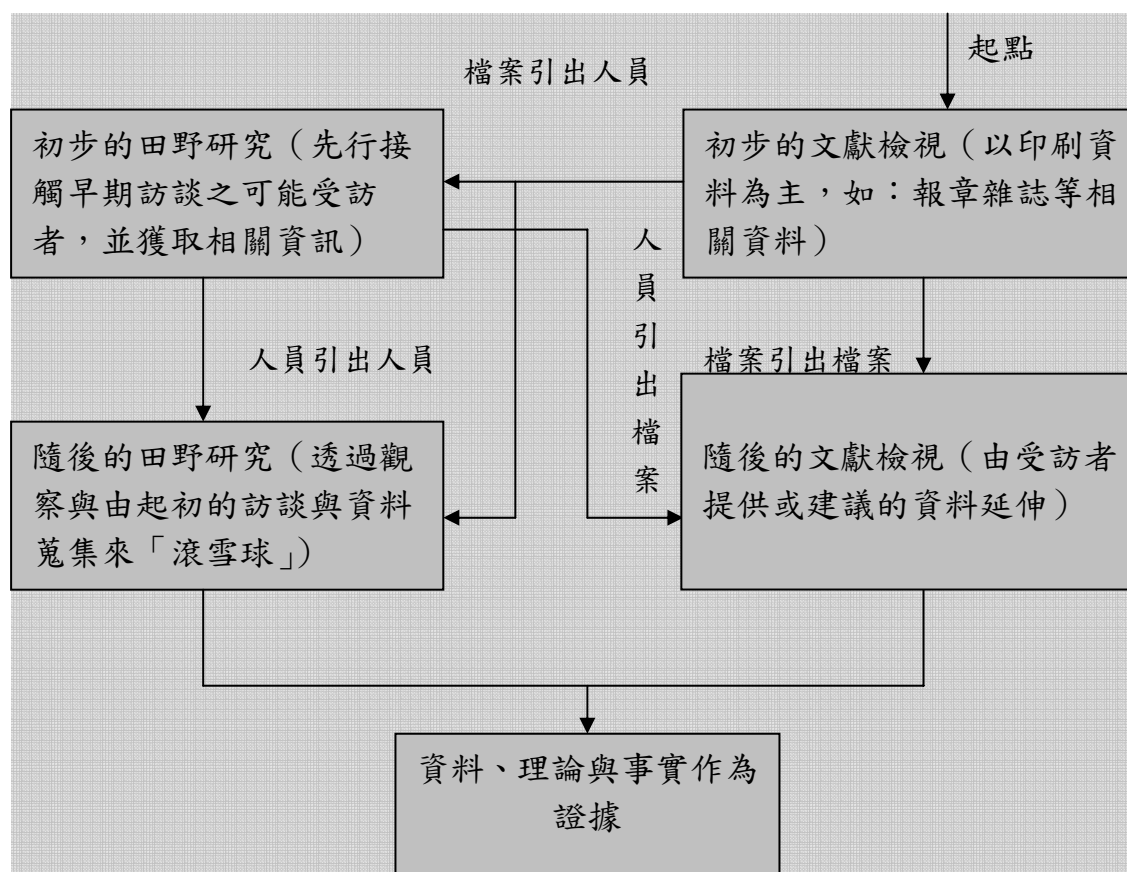 起點
檔案引出人員
初步的田野研究（先行接
觸早期訪談之可能受訪
者，並獲取相關資訊）
初步的文獻檢視（以印刷資
料為主，如：報章雜誌等相
關資料）
人員引出檔案
人員引出人員
檔案引出檔案
隨後的田野研究（透過觀
察與由起初的訪談與資料
蒐集來「滾雪球」）
隨後的文獻檢視（由受訪者
提供或建議的資料延伸）
資料、理論與事實作為
證據